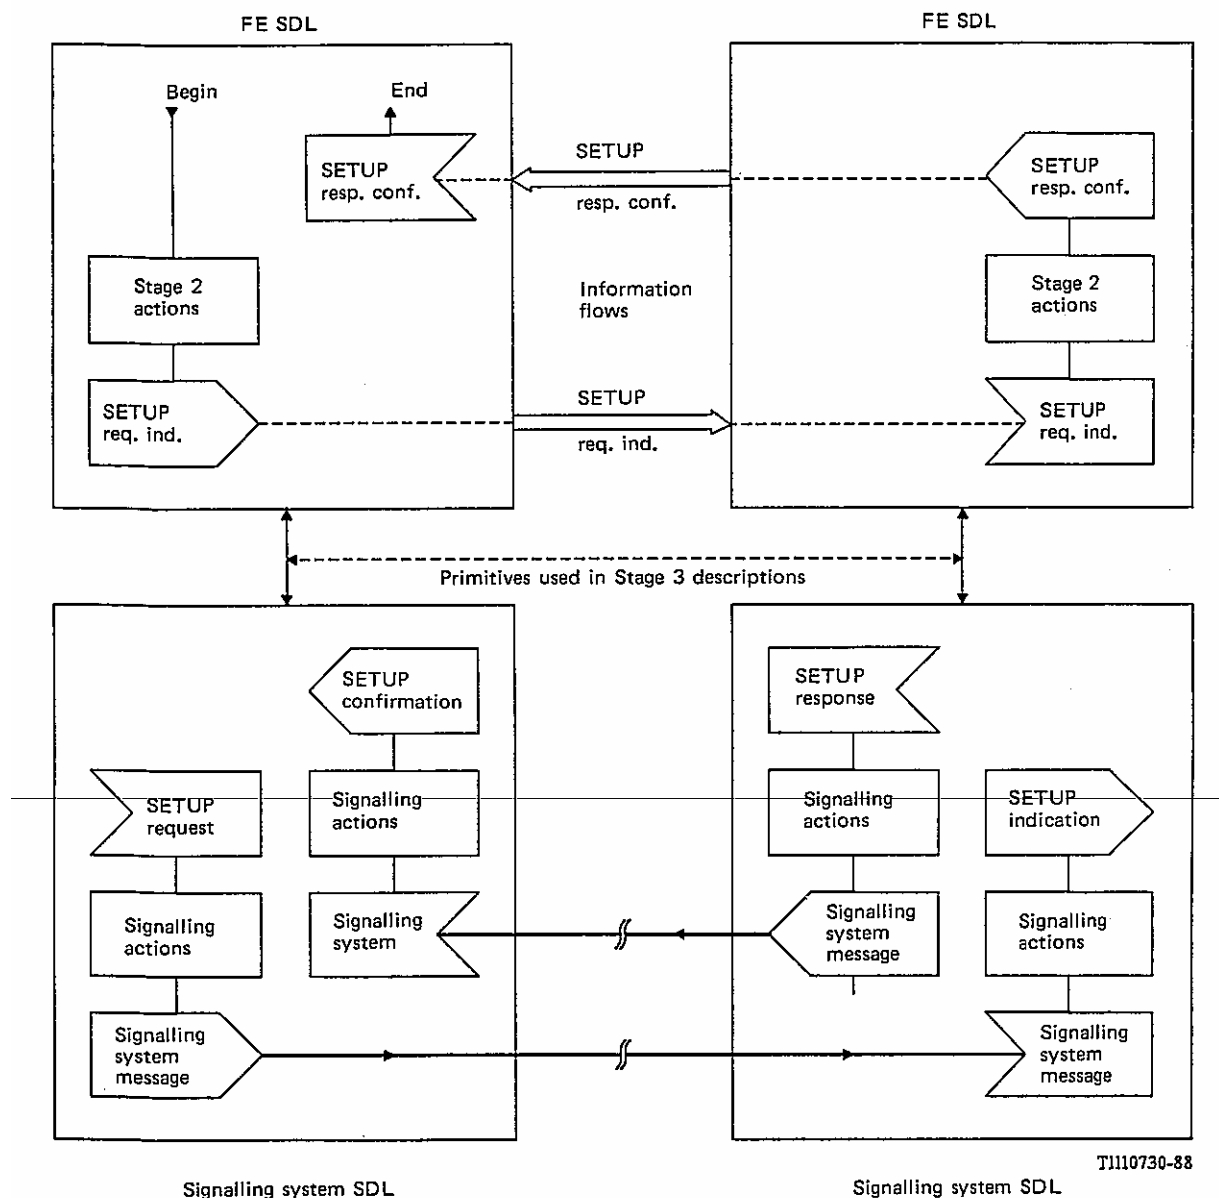 FE SDL
FE SDL
Begin
End
SETUP
resp. conf.
SETUP
resp. conf.
SETUP
resp. conf.
Stage 2
actions
Information
flows
Stage 2
actions
SETUP
req. ind.
SETUP
req. ind.
SETUP
req. ind.
Primitives used in Stage 3 descriptions
SETUP
confirmation
SETUP
response
SETUP
request
Signalling
actions
Signalling
actions
SETUP
indication
Signalling
actions
Signalling
system
Signalling
system
message
Signalling
actions
Signalling
system
message
Signalling
system
message
T1110730-88
Signalling system SDL
Signalling system SDL